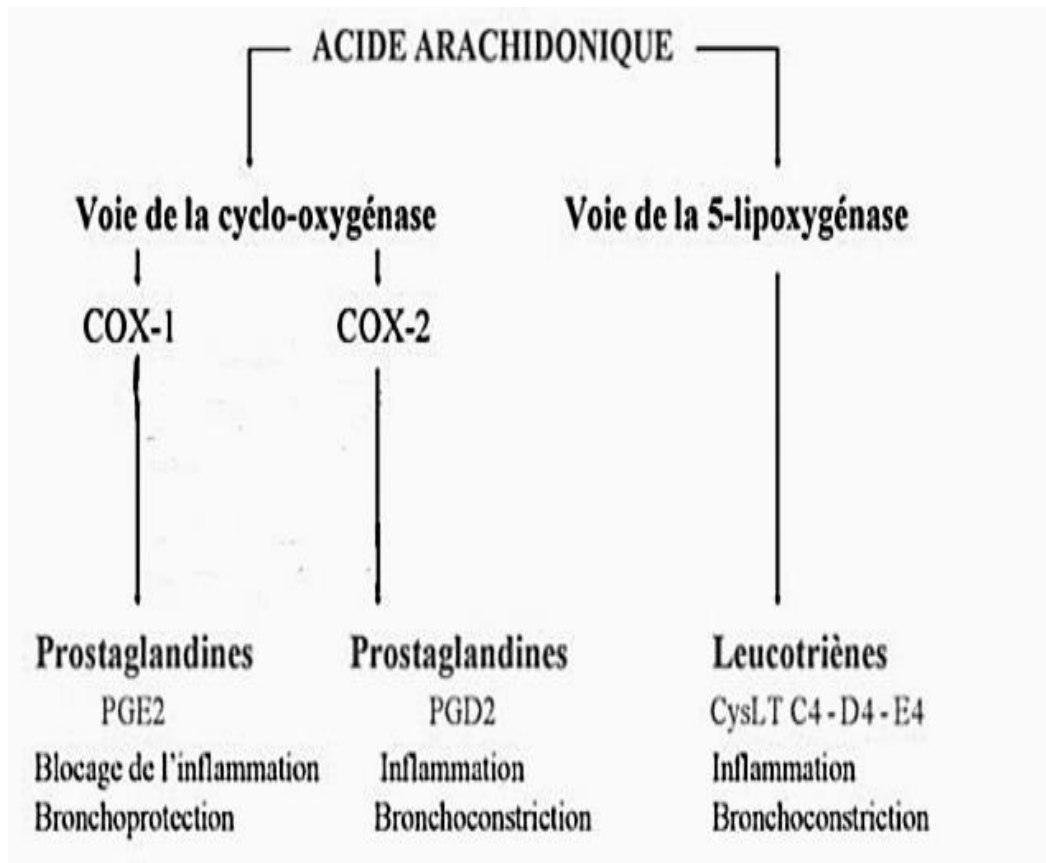 ACIDE ARACHIDONIQUE
Voie de la cyclo-oxygénase
Voie de la 5-lipoxygénase
COX-1
COX-2
Prostaglandines
PGE2
Blocage de l'inflammation
Bronchoprotection
Prostaglandines
PGD2
Inflammation
Bronchoconstriction
Leucotriènes
CysLT C4 - D4 - E4
Inflammation
Bronchoconstriction